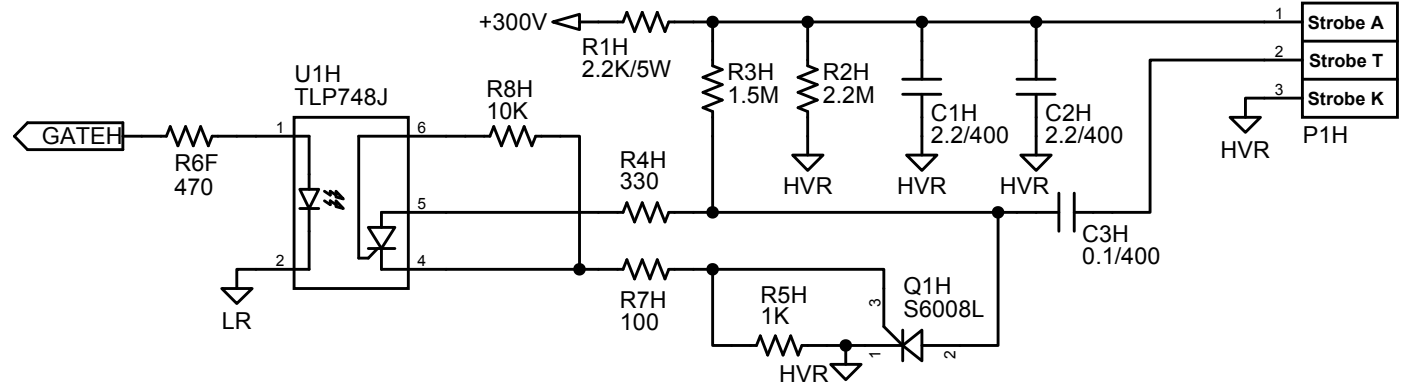 +300V
R1H
2.2K/5W
R3H
1.5M
R2H
2.2M
HVR
C1H
2.2/400
HVR
C2H
2.2/400
HVR
1
Strobe A
2
Strobe T
3
Strobe K
P1H
HVR
U1H
TLP748J
GATEH
R6F
470
1
2
6
5
4
LR
R8H
10K
R4H
330
R7H
100
R5H
1K
HVR
3
1
2
Q1H
S6008L
C3H
0.1/400